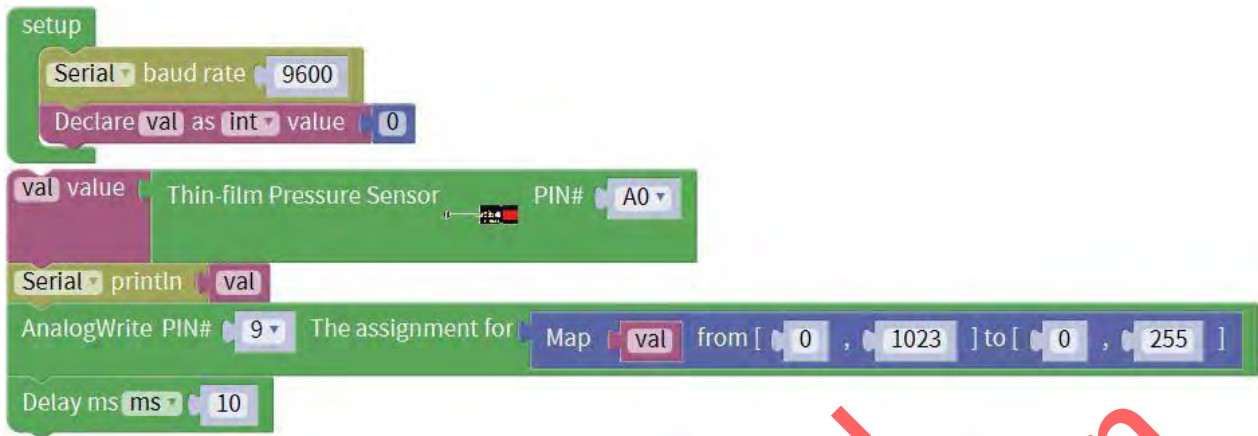 setup
Serial baud rate 9600
Declare val as int value 0
val value Thin-film Pressure Sensor PIN# A0
Serial println val
AnalogWrite PIN# 9 The assignment for Map val from [ 0 , 1023 ] to [ 0 , 255 ]
Delay ms ms 10